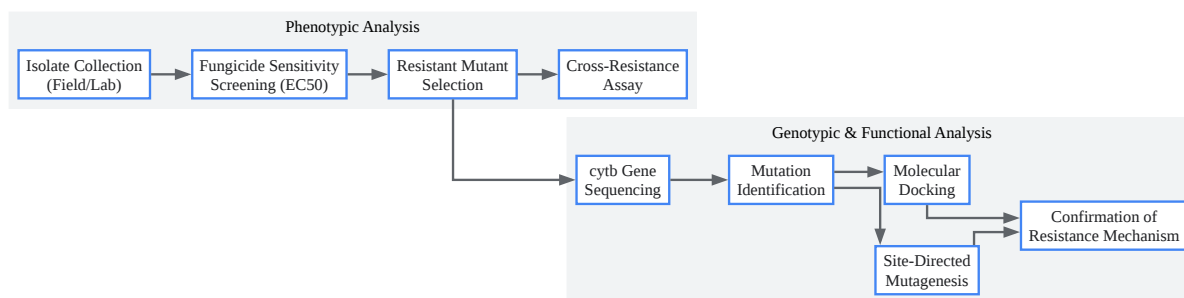 Phenotypic Analysis
Isolate Collection
(Field/Lab)
Fungicide Sensitivity
Screening (EC50)
Resistant Mutant
Selection
Cross-Resistance
Assay
Genotypic & Functional Analysis
cytb Gene
Sequencing
Mutation
Identification
Molecular
Docking
Site-Directed
Mutagenesis
Confirmation of
Resistance Mechanism